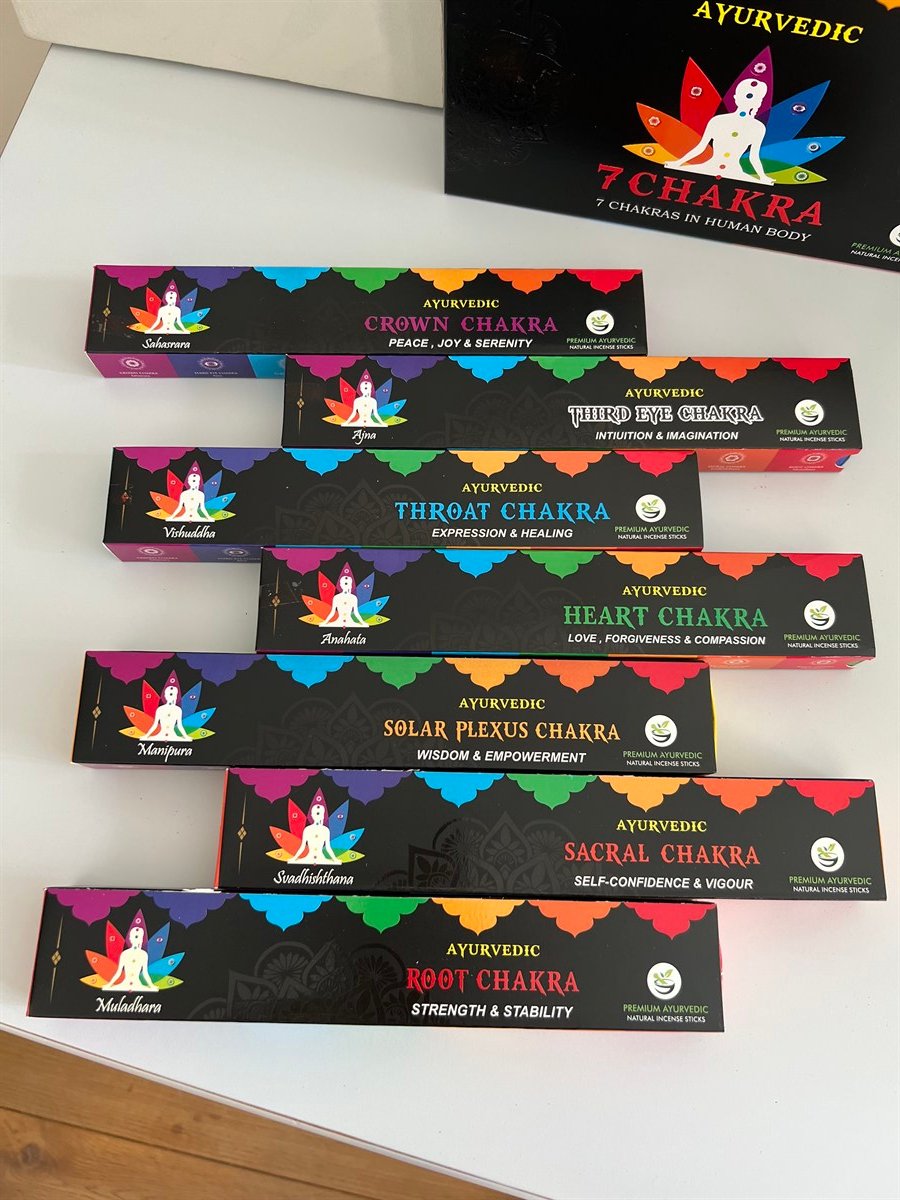 AYURVEDIC
7 CHAKRA
7 CHAKRAS IN HUMAN BODY
PREMIUM A
NATURAL INCEN
Sahasrara
AYURVEDIC
CROWN CHAKRA
PEACE , JOY & SERENITY
PREMIUM AYURVEDIC
NATURAL INCENSE STICKS
Ajna
AYURVEDIC
THIRD EYE CHAKRA
INTIUITION & IMAGINATION
PREMIUM AYURVEDIC
NATURAL INCENSE STICKS
Vishuddha
AYURVEDIC
THROAT CHAKRA
EXPRESSION & HEALING
PREMIUM AYURVEDIC
NATURAL INCENSE STICKS
Anahata
AYURVEDIC
HEART CHAKRA
LOVE , FORGIVENESS & COMPASSION
PREMIUM AYURVEDIC
NATURAL INCENSE STICKS
Manipura
AYURVEDIC
SOLAR PLEXUS CHAKRA
WISDOM & EMPOWERMENT
PREMIUM AYURVEDIC
NATURAL INCENSE STICKS
Svadhishthana
AYURVEDIC
SACRAL CHAKRA
SELF-CONFIDENCE & VIGOUR
PREMIUM AYURVEDIC
NATURAL INCENSE STICKS
Muladhara
AYURVEDIC
ROOT CHAKRA
STRENGTH & STABILITY
PREMIUM AYURVEDIC
NATURAL INCENSE STICKS